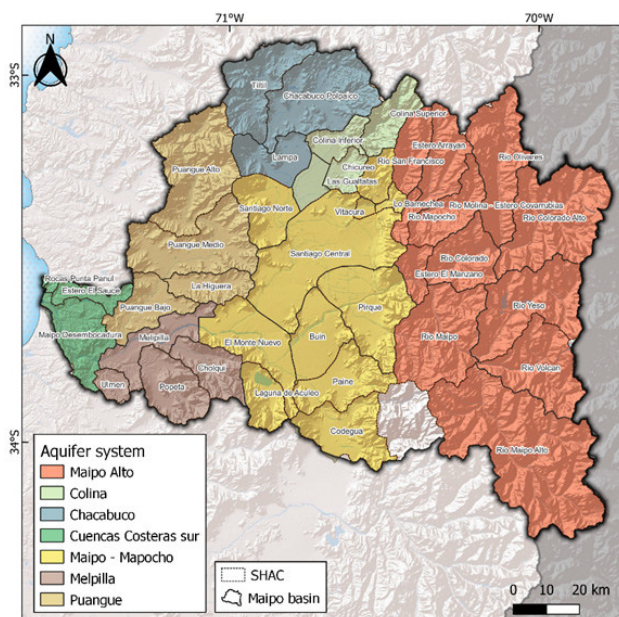 71°W
70°W
N
33°S
34°S
Tiltil
Chacabuco Polpaico
Colina Superior
Colina Inferior
Estero Arrayan
Lampa
Chicureo
Rio San Francisco
Rio Olivares
Puangue Alto
Las Gualtatas
Santiago Norte
Vitacura
Lo Barnechea
Rio Mapocho
Rio Molina
Estero Covarrubias
Rio Colorado Alto
Puangue Medio
Santiago Central
Rio Colorado
Estero El Manzano
Rocas Punta Panul
Estero El Sauce
La Higuera
Puangue Bajo
Pirque
Rio Yeso
Maipo Desembocadura
Melipilla
El Monte Nuevo
Buin
Rio Maipo
Cholqui
Rio Volcan
Ulmen
Popeta
Laguna de Aculeo
Paine
Codegua
Rio Maipo Alto
Aquifer system
Maipo Alto
Colina
Chacabuco
Cuencas Costeras sur
Maipo - Mapocho
Melpilla
Puangue
SHAC
Maipo basin
0 10 20 km